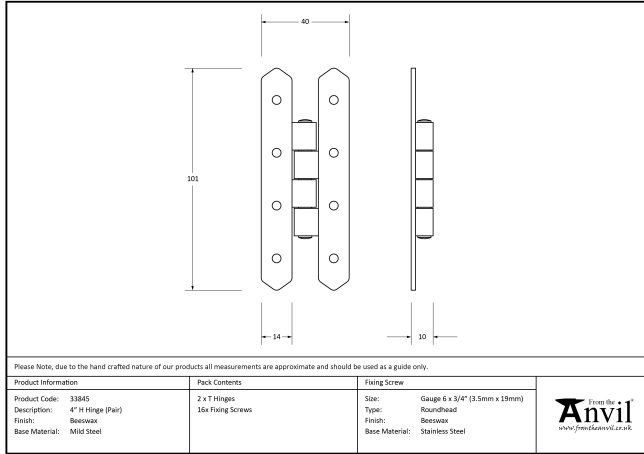 40
101
14
10
Please Note, due to the hand crafted nature of our products all measurements are approximate and should be used as a guide only.
Product Information
Product Code: 33845
Description: 4" H Hinge (Pair)
Finish: Beeswax
Base Material: Mild Steel
Pack Contents
2 x T Hinges
16x Fixing Screws
Fixing Screw
Size: Gauge 6 x 3/4" (3.5mm x 19mm)
Type: Roundhead
Finish: Beeswax
Base Material: Stainless Steel
From the
Anvil
www.fromtheanvil.co.uk